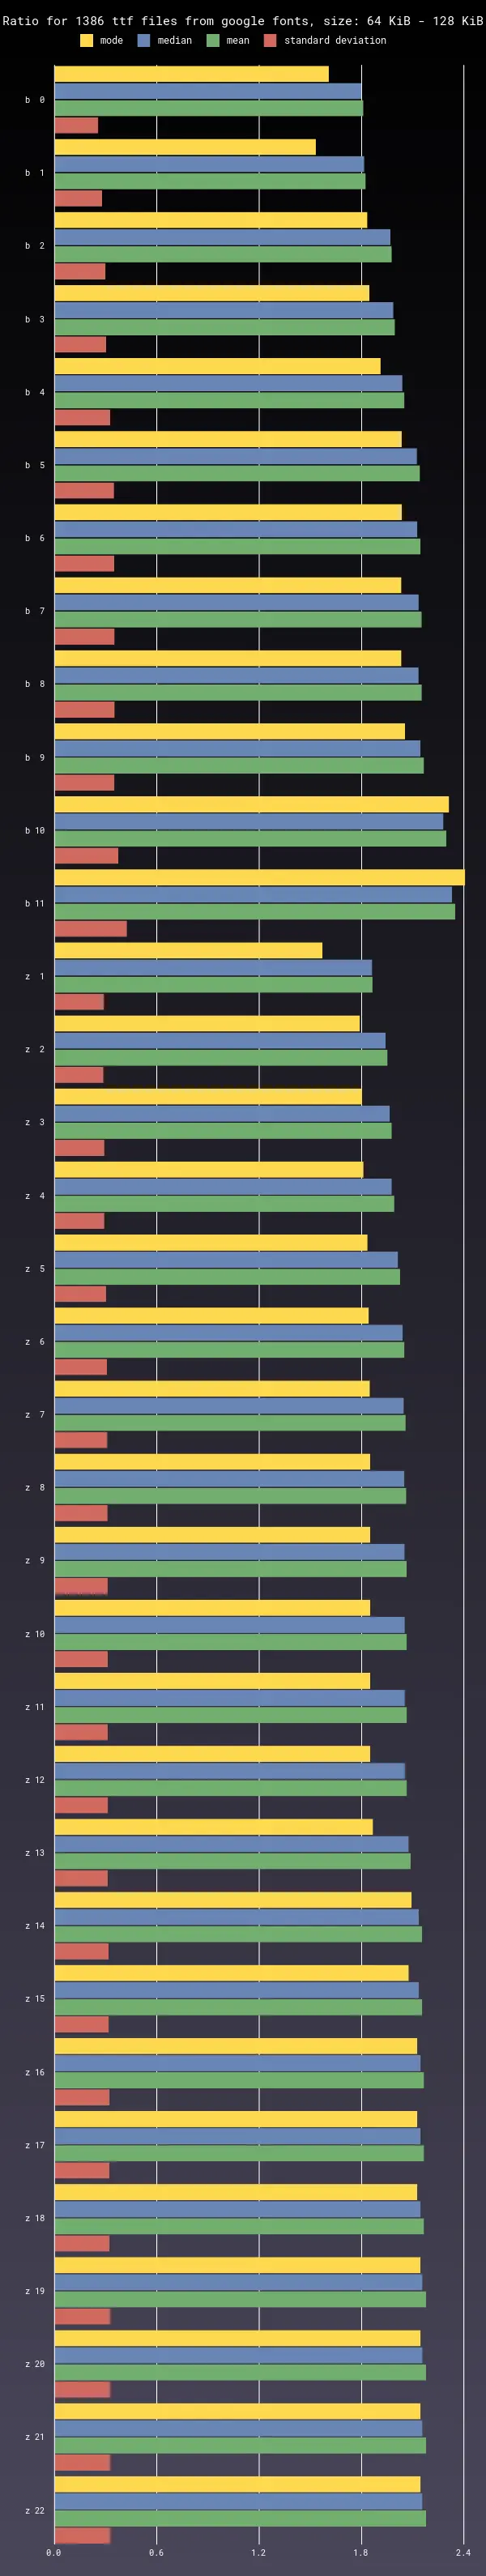 Ratio for 1386 ttf files from google fonts, size: 64 KiB - 128 KiB
mode median mean standard deviation
b 0
b 1
b 2
b 3
b 4
b 5
b 6
b 7
b 8
b 9
b 10
b 11
z 1
z 2
z 3
z 4
z 5
z 6
z 7
z 8
z 9
z 10
z 11
z 12
z 13
z 14
z 15
z 16
z 17
z 18
z 19
z 20
z 21
z 22
0.0 0.6 1.2 1.8 2.4